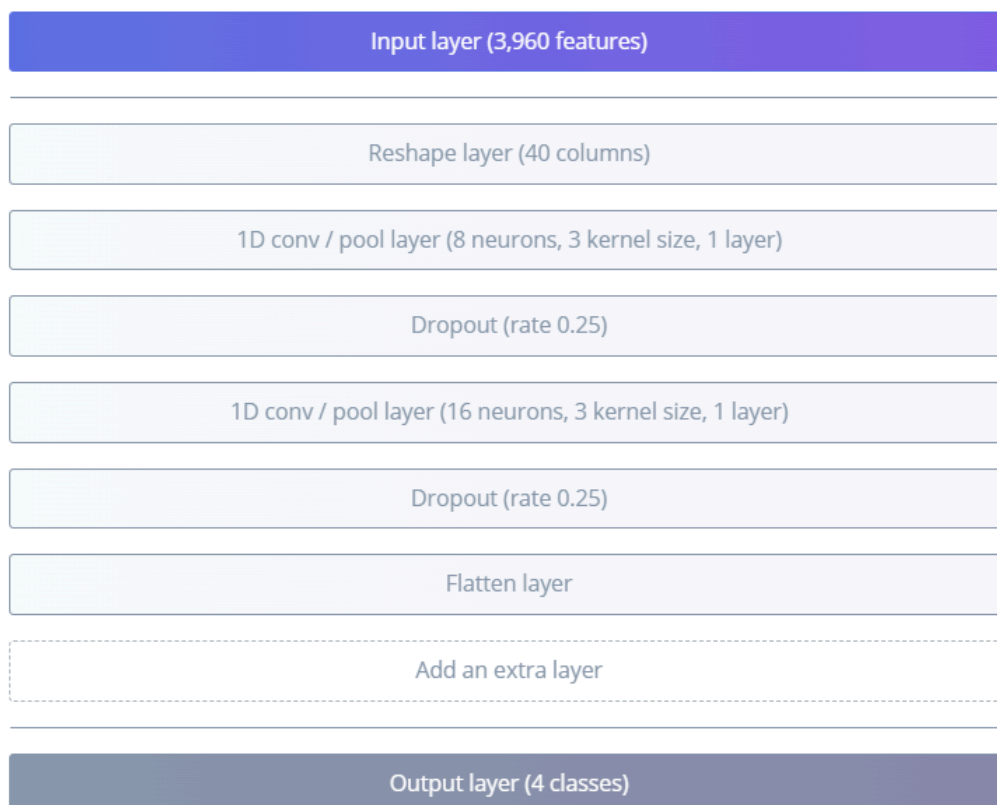 Input layer (3,960 features)
Reshape layer (40 columns)
1D conv / pool layer (8 neurons, 3 kernel size, 1 layer)
Dropout (rate 0.25)
1D conv / pool layer (16 neurons, 3 kernel size, 1 layer)
Dropout (rate 0.25)
Flatten layer
Add an extra layer
Output layer (4 classes)